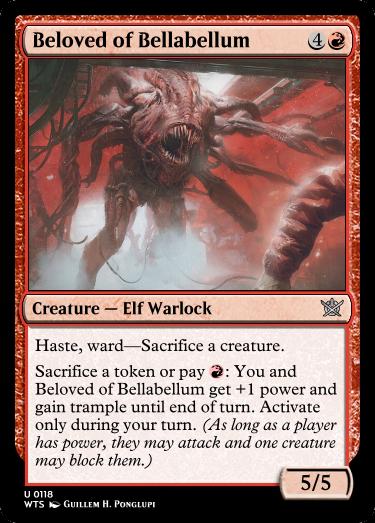 Beloved of Bellabellum 4
Creature — Elf Warlock
Haste, ward—Sacrifice a creature.
Sacrifice a token or pay : You and
Beloved of Bellabellum get +1 power and
gain trample until end of turn. Activate
only during your turn. (As long as a player
has power, they may attack and one creature
may block them.)
5/5
U 0118
WTS Guillem H. Ponglupi